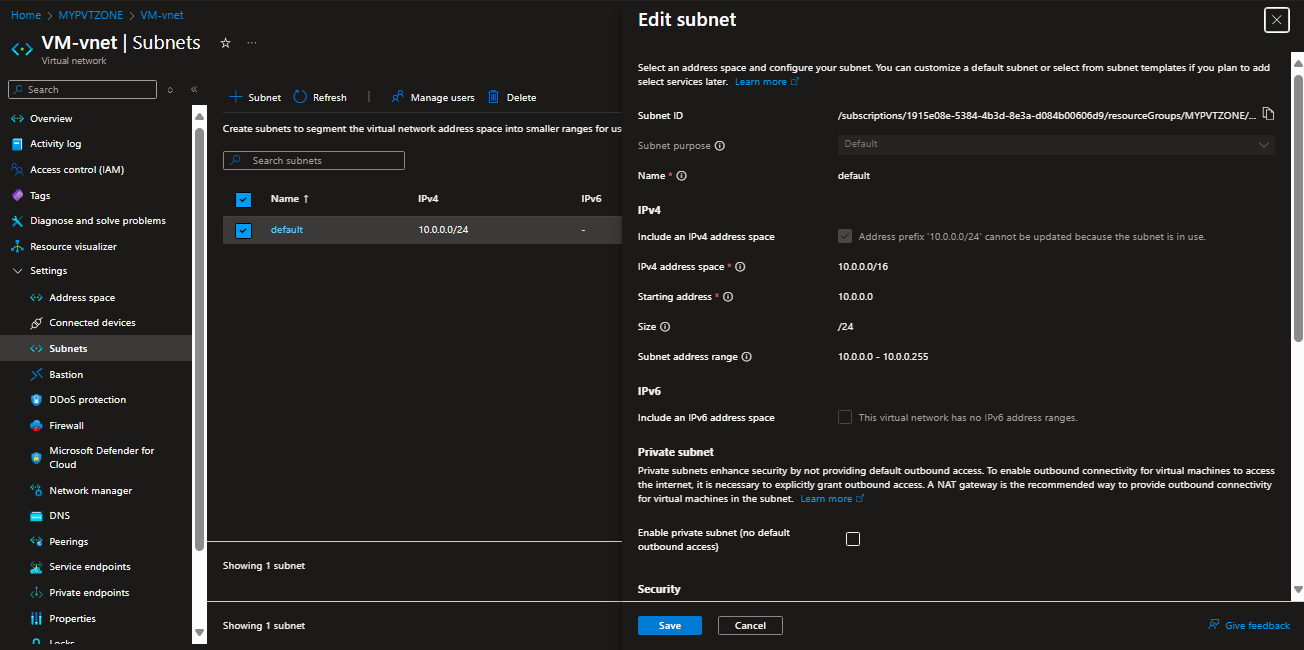 Home > MYPVTZONE > VM-vnet
VM-vnet | Subnets
Virtual network
Search
Overview
Activity log
Access control (IAM)
Tags
Diagnose and solve problems
Resource visualizer
Settings
Address space
Connected devices
Subnets
Bastion
DDoS protection
Firewall
Microsoft Defender for
Cloud
Network manager
DNS
Peerings
Service endpoints
Private endpoints
Properties
Locks
Subnet Refresh | Manage users Delete
Create subnets to segment the virtual network address space into smaller ranges for us
Search subnets
Name ↑ IPv4 IPv6
default 10.0.0.0/24 -
Showing 1 subnet
Showing 1 subnet
Edit subnet
Select an address space and configure your subnet. You can customize a default subnet or select from subnet templates if you plan to add
select services later. Learn more
Subnet ID /subscriptions/1915e08e-5384-4b3d-8e3a-d084b00606d9/resourceGroups/MYPVTZONE/...
Subnet purpose Default
Name * default
IPv4
Include an IPv4 address space Address prefix '10.0.0.0/24' cannot be updated because the subnet is in use.
IPv4 address space * 10.0.0.0/16
Starting address * 10.0.0.0
Size /24
Subnet address range 10.0.0.0 - 10.0.0.255
IPv6
Include an IPv6 address space This virtual network has no IPv6 address ranges.
Private subnet
Private subnets enhance security by not providing default outbound access. To enable outbound connectivity for virtual machines to access
the internet, it is necessary to explicitly grant outbound access. A NAT gateway is the recommended way to provide outbound connectivity
for virtual machines in the subnet. Learn more
Enable private subnet (no default
outbound access)
Security
Save Cancel Give feedback